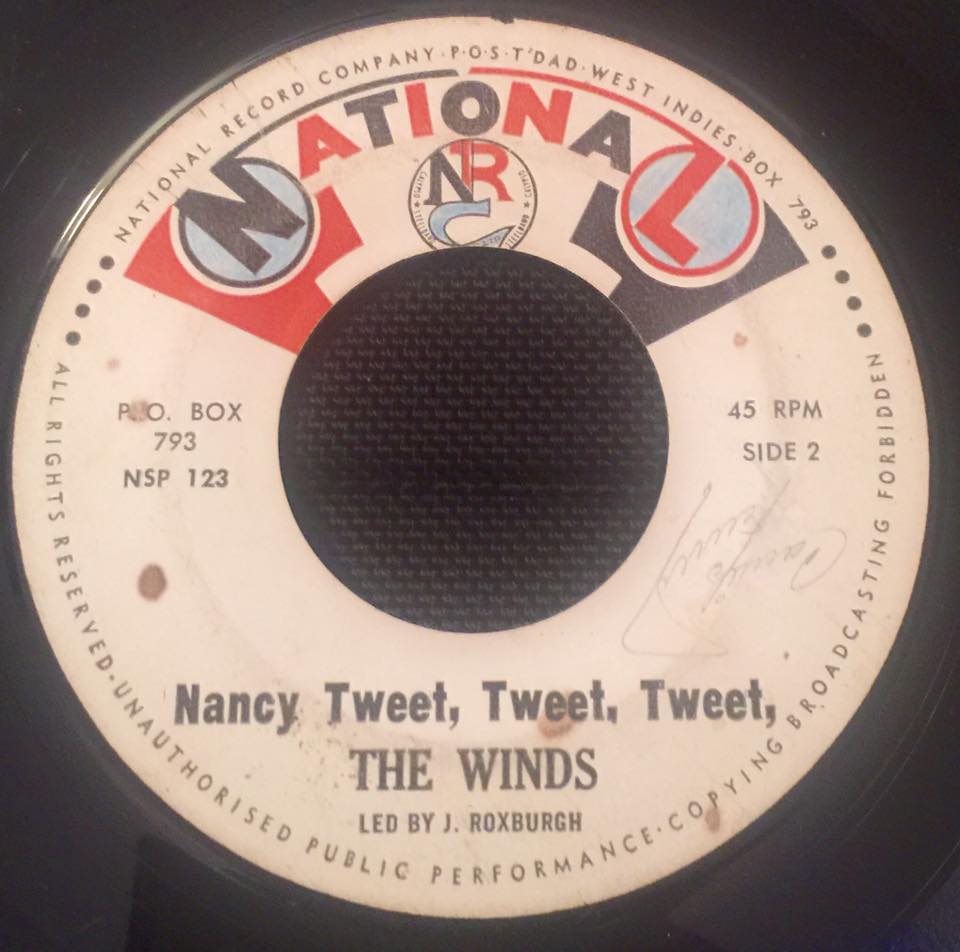 NATIONAL RECORD COMPANY · P·O·S · T'DAD · WEST INDIES · BOX 793
NATIONAL
NR
P.O. BOX
793
NSP 123
45 RPM
SIDE 2
Nancy Tweet, Tweet, Tweet,
THE WINDS
LED BY J. ROXBURGH
ALL RIGHTS RESERVED · UNAUTHORISED PUBLIC PERFORMANCE · COPYING BROADCASTING FORBIDDEN